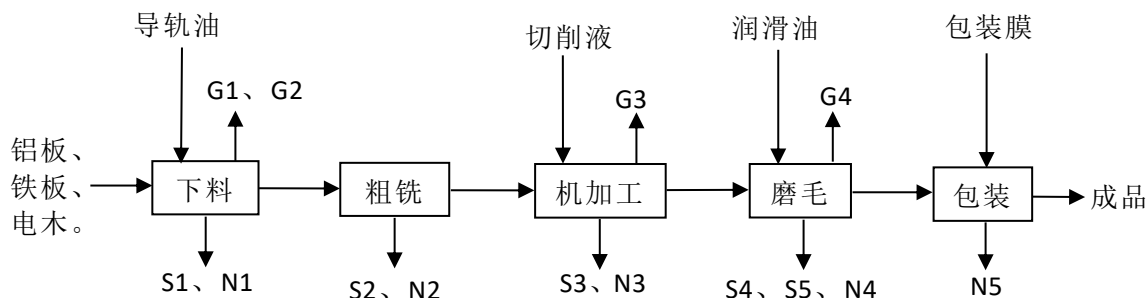 导轨油
切削液
润滑油
包装膜
G1、G2
G3
G4
铝板、
铁板、
电木。
下料
粗铣
机加工
磨毛
包装
成品
S1、N1
S2、N2
S3、N3
S4、S5、N4
N5